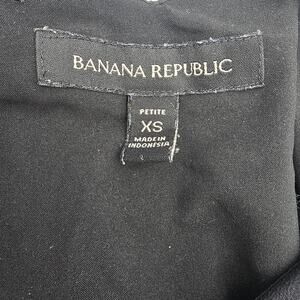 BANANA REPUBLIC
PETITE
XS
MADE IN
INDONESIA